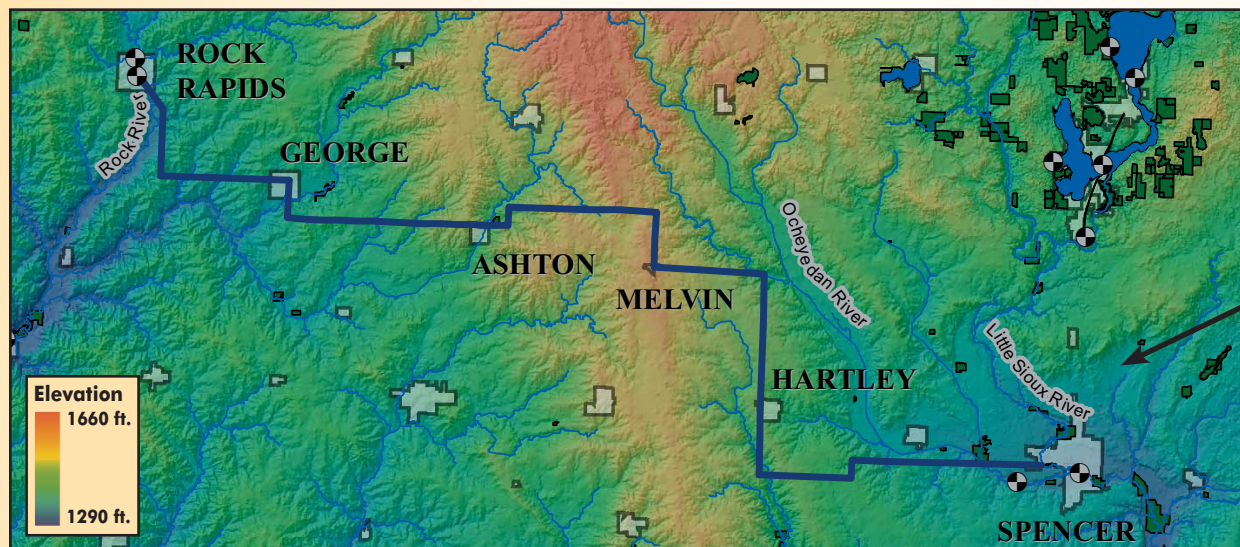 ROCK
RAPIDS
Rock River
GEORGE
ASHTON
MELVIN
Ocheyedan River
HARTLEY
Little Sioux River
SPENCER
Elevation
1660 ft.
1290 ft.